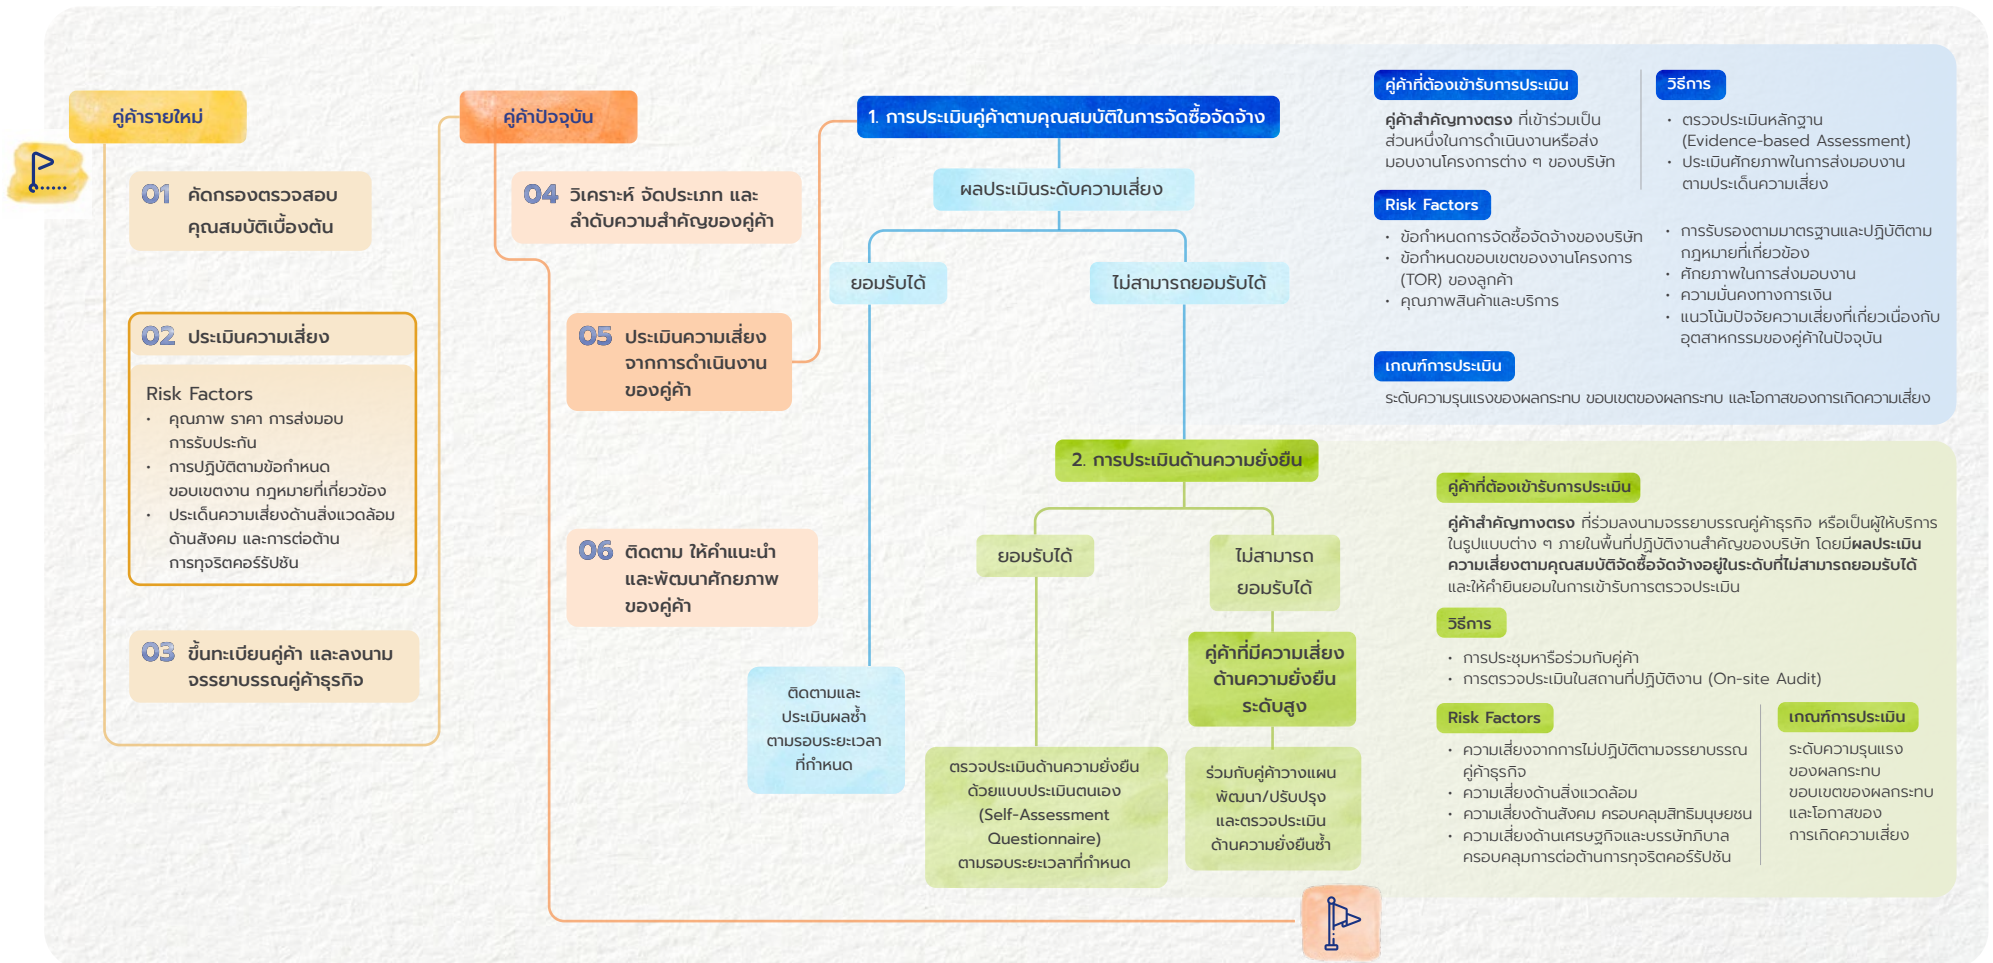 คู่ค้ารายใหม่
01 คัดกรองตรวจสอบ
คุณสมบัติเบื้องต้น
02 ประเมินความเสี่ยง
Risk Factors
• คุณภาพ ราคา การส่งมอบ
การรับประกัน
• การปฏิบัติตามข้อกำหนด
ขอบเขตงาน กฎหมายที่เกี่ยวข้อง
• ประเด็นความเสี่ยงด้านสิ่งแวดล้อม
ด้านสังคม และการต่อต้าน
การทุจริตคอร์รัปชัน
03 ขึ้นทะเบียนคู่ค้า และลงนาม
จรรยาบรรณคู่ค้าธุรกิจ
คู่ค้าปัจจุบัน
04 วิเคราะห์ จัดประเภท และ
ลำดับความสำคัญของคู่ค้า
05 ประเมินความเสี่ยง
จากการดำเนินงาน
ของคู่ค้า
06 ติดตาม ให้คำแนะนำ
และพัฒนาศักยภาพ
ของคู่ค้า
1. การประเมินคู่ค้าตามคุณสมบัติในการจัดซื้อจัดจ้าง
ผลประเมินระดับความเสี่ยง
ยอมรับได้
ไม่สามารถยอมรับได้
ติดตามและ
ประเมินผลซ้ำ
ตามรอบระยะเวลา
ที่กำหนด
คู่ค้าที่ต้องเข้ารับการประเมิน
คู่ค้าสำคัญทางตรง ที่เข้าร่วมเป็น
ส่วนหนึ่งในการดำเนินงานหรือส่ง
มอบงานโครงการต่าง ๆ ของบริษัท
วิธีการ
• ตรวจประเมินหลักฐาน
(Evidence-based Assessment)
• ประเมินศักยภาพในการส่งมอบงาน
ตามประเด็นความเสี่ยง
Risk Factors
• ข้อกำหนดการจัดซื้อจัดจ้างของบริษัท
• ข้อกำหนดขอบเขตของงานโครงการ
(TOR) ของลูกค้า
• คุณภาพสินค้าและบริการ
• การรับรองตามมาตรฐานและปฏิบัติตาม
กฎหมายที่เกี่ยวข้อง
• ศักยภาพในการส่งมอบงาน
• ความมั่นคงทางการเงิน
• แนวโน้มปัจจัยความเสี่ยงที่เกี่ยวเนื่องกับ
อุตสาหกรรมของคู่ค้าในปัจจุบัน
เกณฑ์การประเมิน
ระดับความรุนแรงของผลกระทบ ขอบเขตของผลกระทบ และโอกาสของการเกิดความเสี่ยง
2. การประเมินด้านความยั่งยืน
ยอมรับได้
ไม่สามารถ
ยอมรับได้
คู่ค้าที่มีความเสี่ยง
ด้านความยั่งยืน
ระดับสูง
ตรวจประเมินด้านความยั่งยืน
ด้วยแบบประเมินตนเอง
(Self-Assessment
Questionnaire)
ตามรอบระยะเวลาที่กำหนด
ร่วมกับคู่ค้าวางแผน
พัฒนา/ปรับปรุง
และตรวจประเมิน
ด้านความยั่งยืนซ้ำ
คู่ค้าที่ต้องเข้ารับการประเมิน
คู่ค้าสำคัญทางตรง ที่ร่วมลงนามจรรยาบรรณคู่ค้าธุรกิจ หรือเป็นผู้ให้บริการ
ในรูปแบบต่าง ๆ ภายในพื้นที่ปฏิบัติงานสำคัญของบริษัท โดยมีผลประเมิน
ความเสี่ยงตามคุณสมบัติจัดซื้อจัดจ้างอยู่ในระดับที่ไม่สามารถยอมรับได้
และให้คำยินยอมในการเข้ารับการตรวจประเมิน
วิธีการ
• การประชุมหารือร่วมกับคู่ค้า
• การตรวจประเมินในสถานที่ปฏิบัติงาน (On-site Audit)
Risk Factors
• ความเสี่ยงจากการไม่ปฏิบัติตามจรรยาบรรณ
คู่ค้าธุรกิจ
• ความเสี่ยงด้านสิ่งแวดล้อม
• ความเสี่ยงด้านสังคม ครอบคลุมสิทธิมนุษยชน
• ความเสี่ยงด้านเศรษฐกิจและบรรษัทภิบาล
ครอบคลุมการต่อต้านการทุจริตคอร์รัปชัน
เกณฑ์การประเมิน
ระดับความรุนแรง
ของผลกระทบ
ขอบเขตของผลกระทบ
และโอกาสของ
การเกิดความเสี่ยง